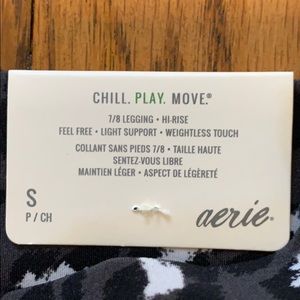 CHILL. PLAY. MOVE.®
7/8 LEGGING • HI-RISE
FEEL FREE • LIGHT SUPPORT • WEIGHTLESS TOUCH
COLLANT SANS PIEDS 7/8 • TAILLE HAUTE
SENTEZ-VOUS LIBRE
MAINTIEN LÉGER • ASPECT DE LÉGÈRETÉ
S
P / CH
aerie®